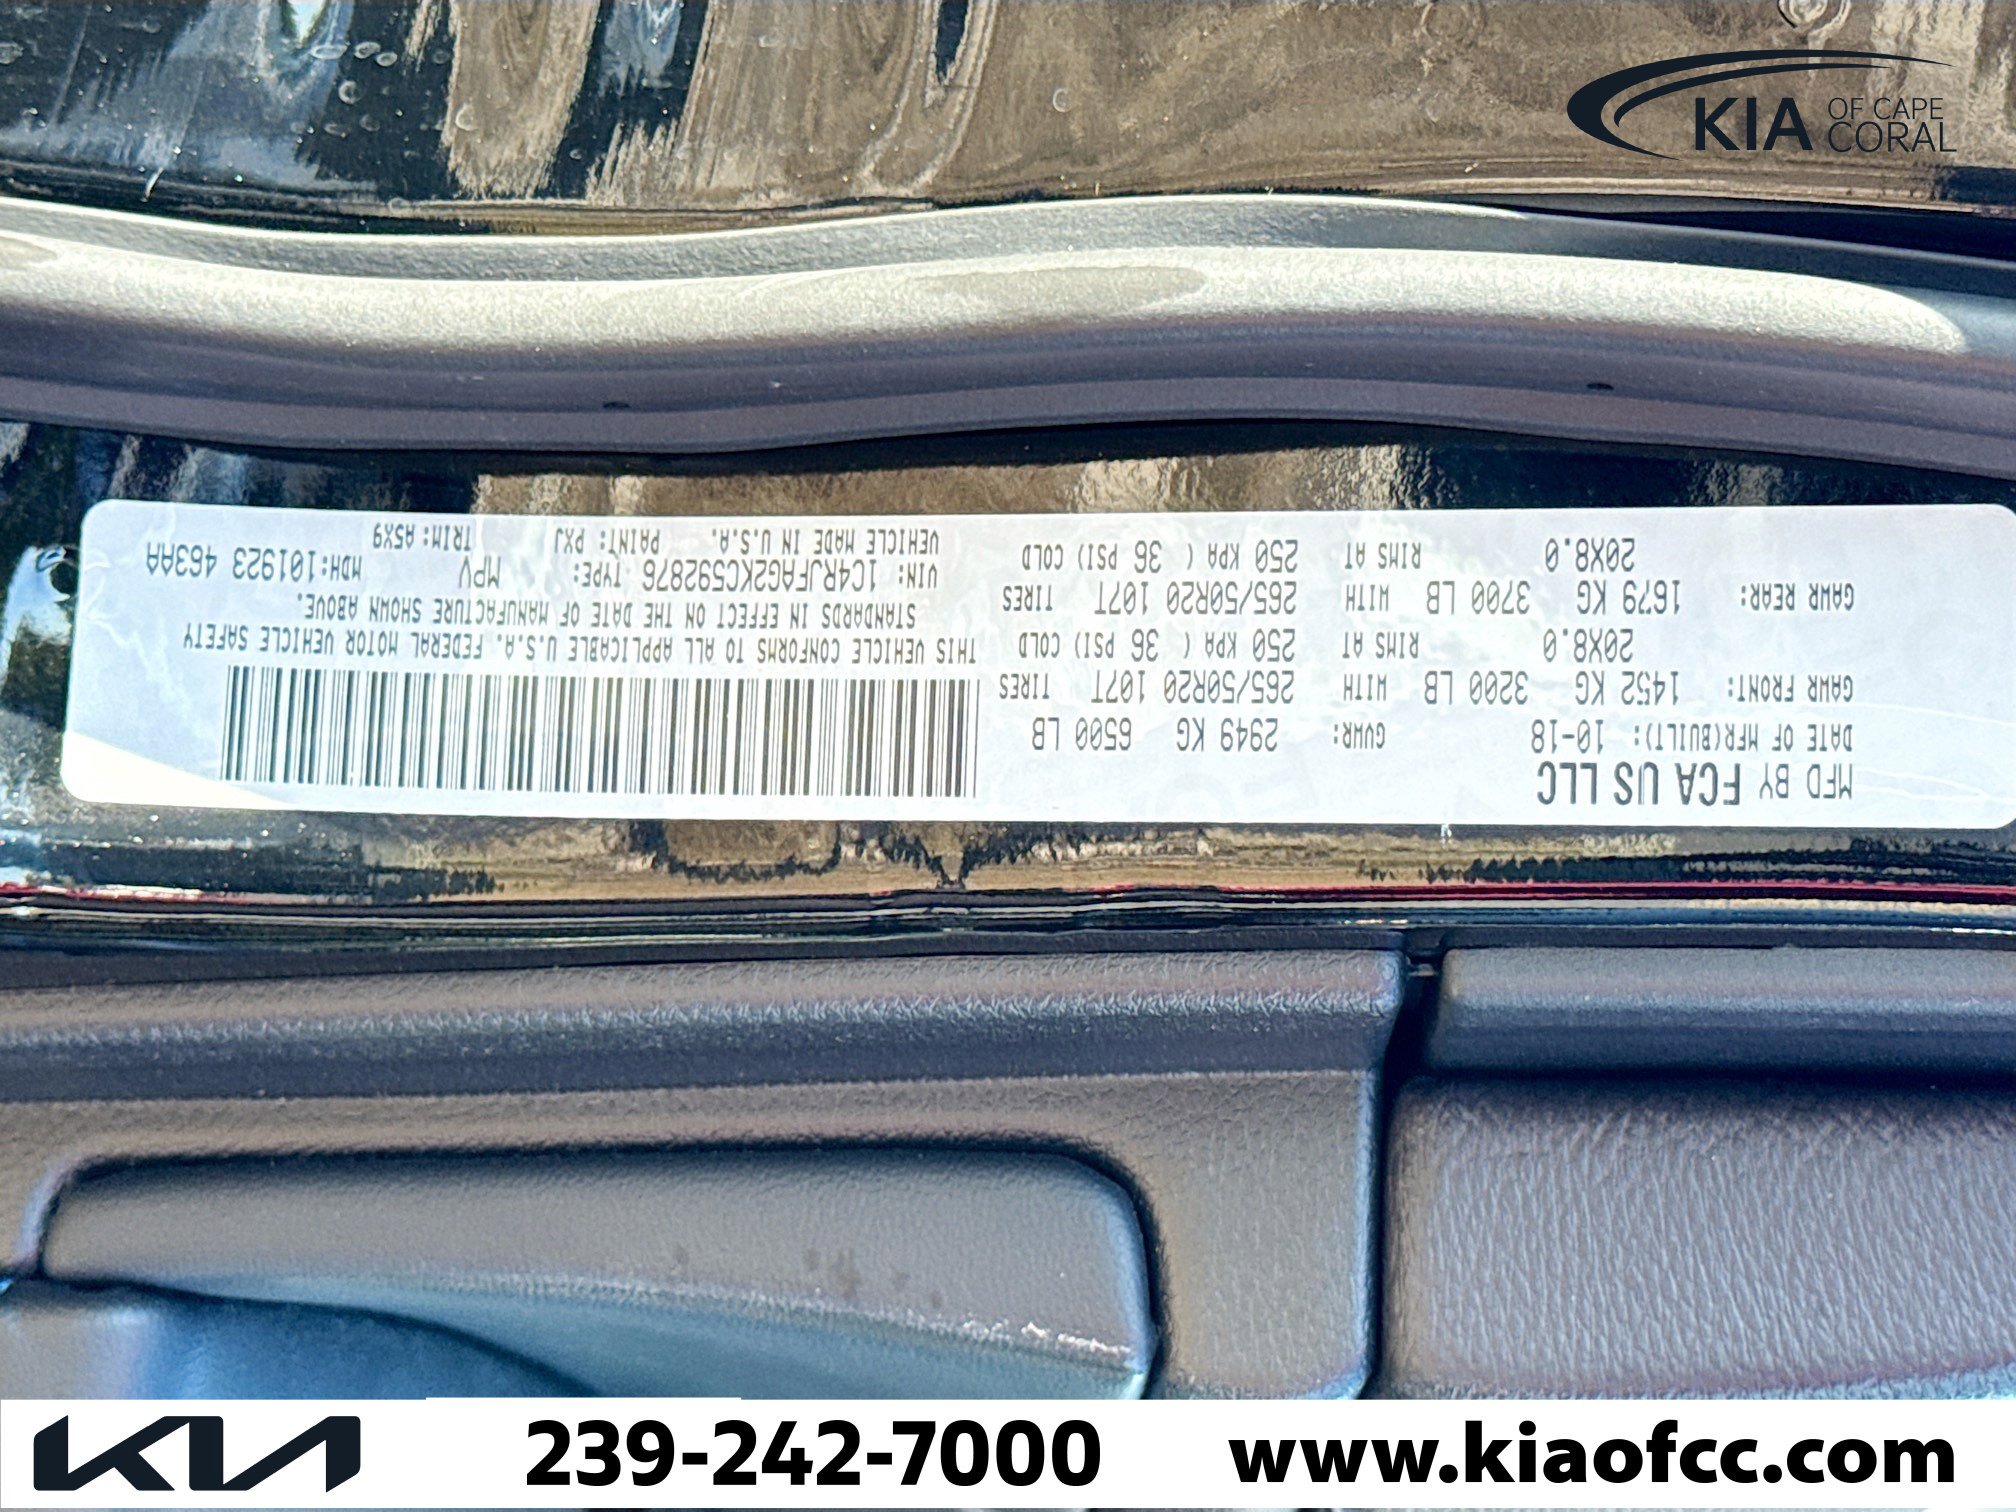 KIA OF CAPE CORAL
MFD BY FCA US LLC
DATE OF MFR(BUILT): 10-18
GVWR: 2949 KG 6500 LB
GAWR FRONT: 1452 KG 3200 LB WITH 265/50R20 107T TIRES
20X8.0 RIMS AT 250 KPA ( 36 PSI) COLD
GAWR REAR: 1679 KG 3700 LB WITH 265/50R20 107T TIRES
20X8.0 RIMS AT 250 KPA ( 36 PSI) COLD
THIS VEHICLE CONFORMS TO ALL APPLICABLE U.S.A. FEDERAL MOTOR VEHICLE SAFETY
STANDARDS IN EFFECT ON THE DATE OF MANUFACTURE SHOWN ABOVE.
VIN: 1C4RJFAG2KC592876 TYPE: MPV MDH:101923 463AA
VEHICLE MADE IN U.S.A. PAINT: PXJ TRIM: A5X9
KIA 239-242-7000 www.kiaofcc.com